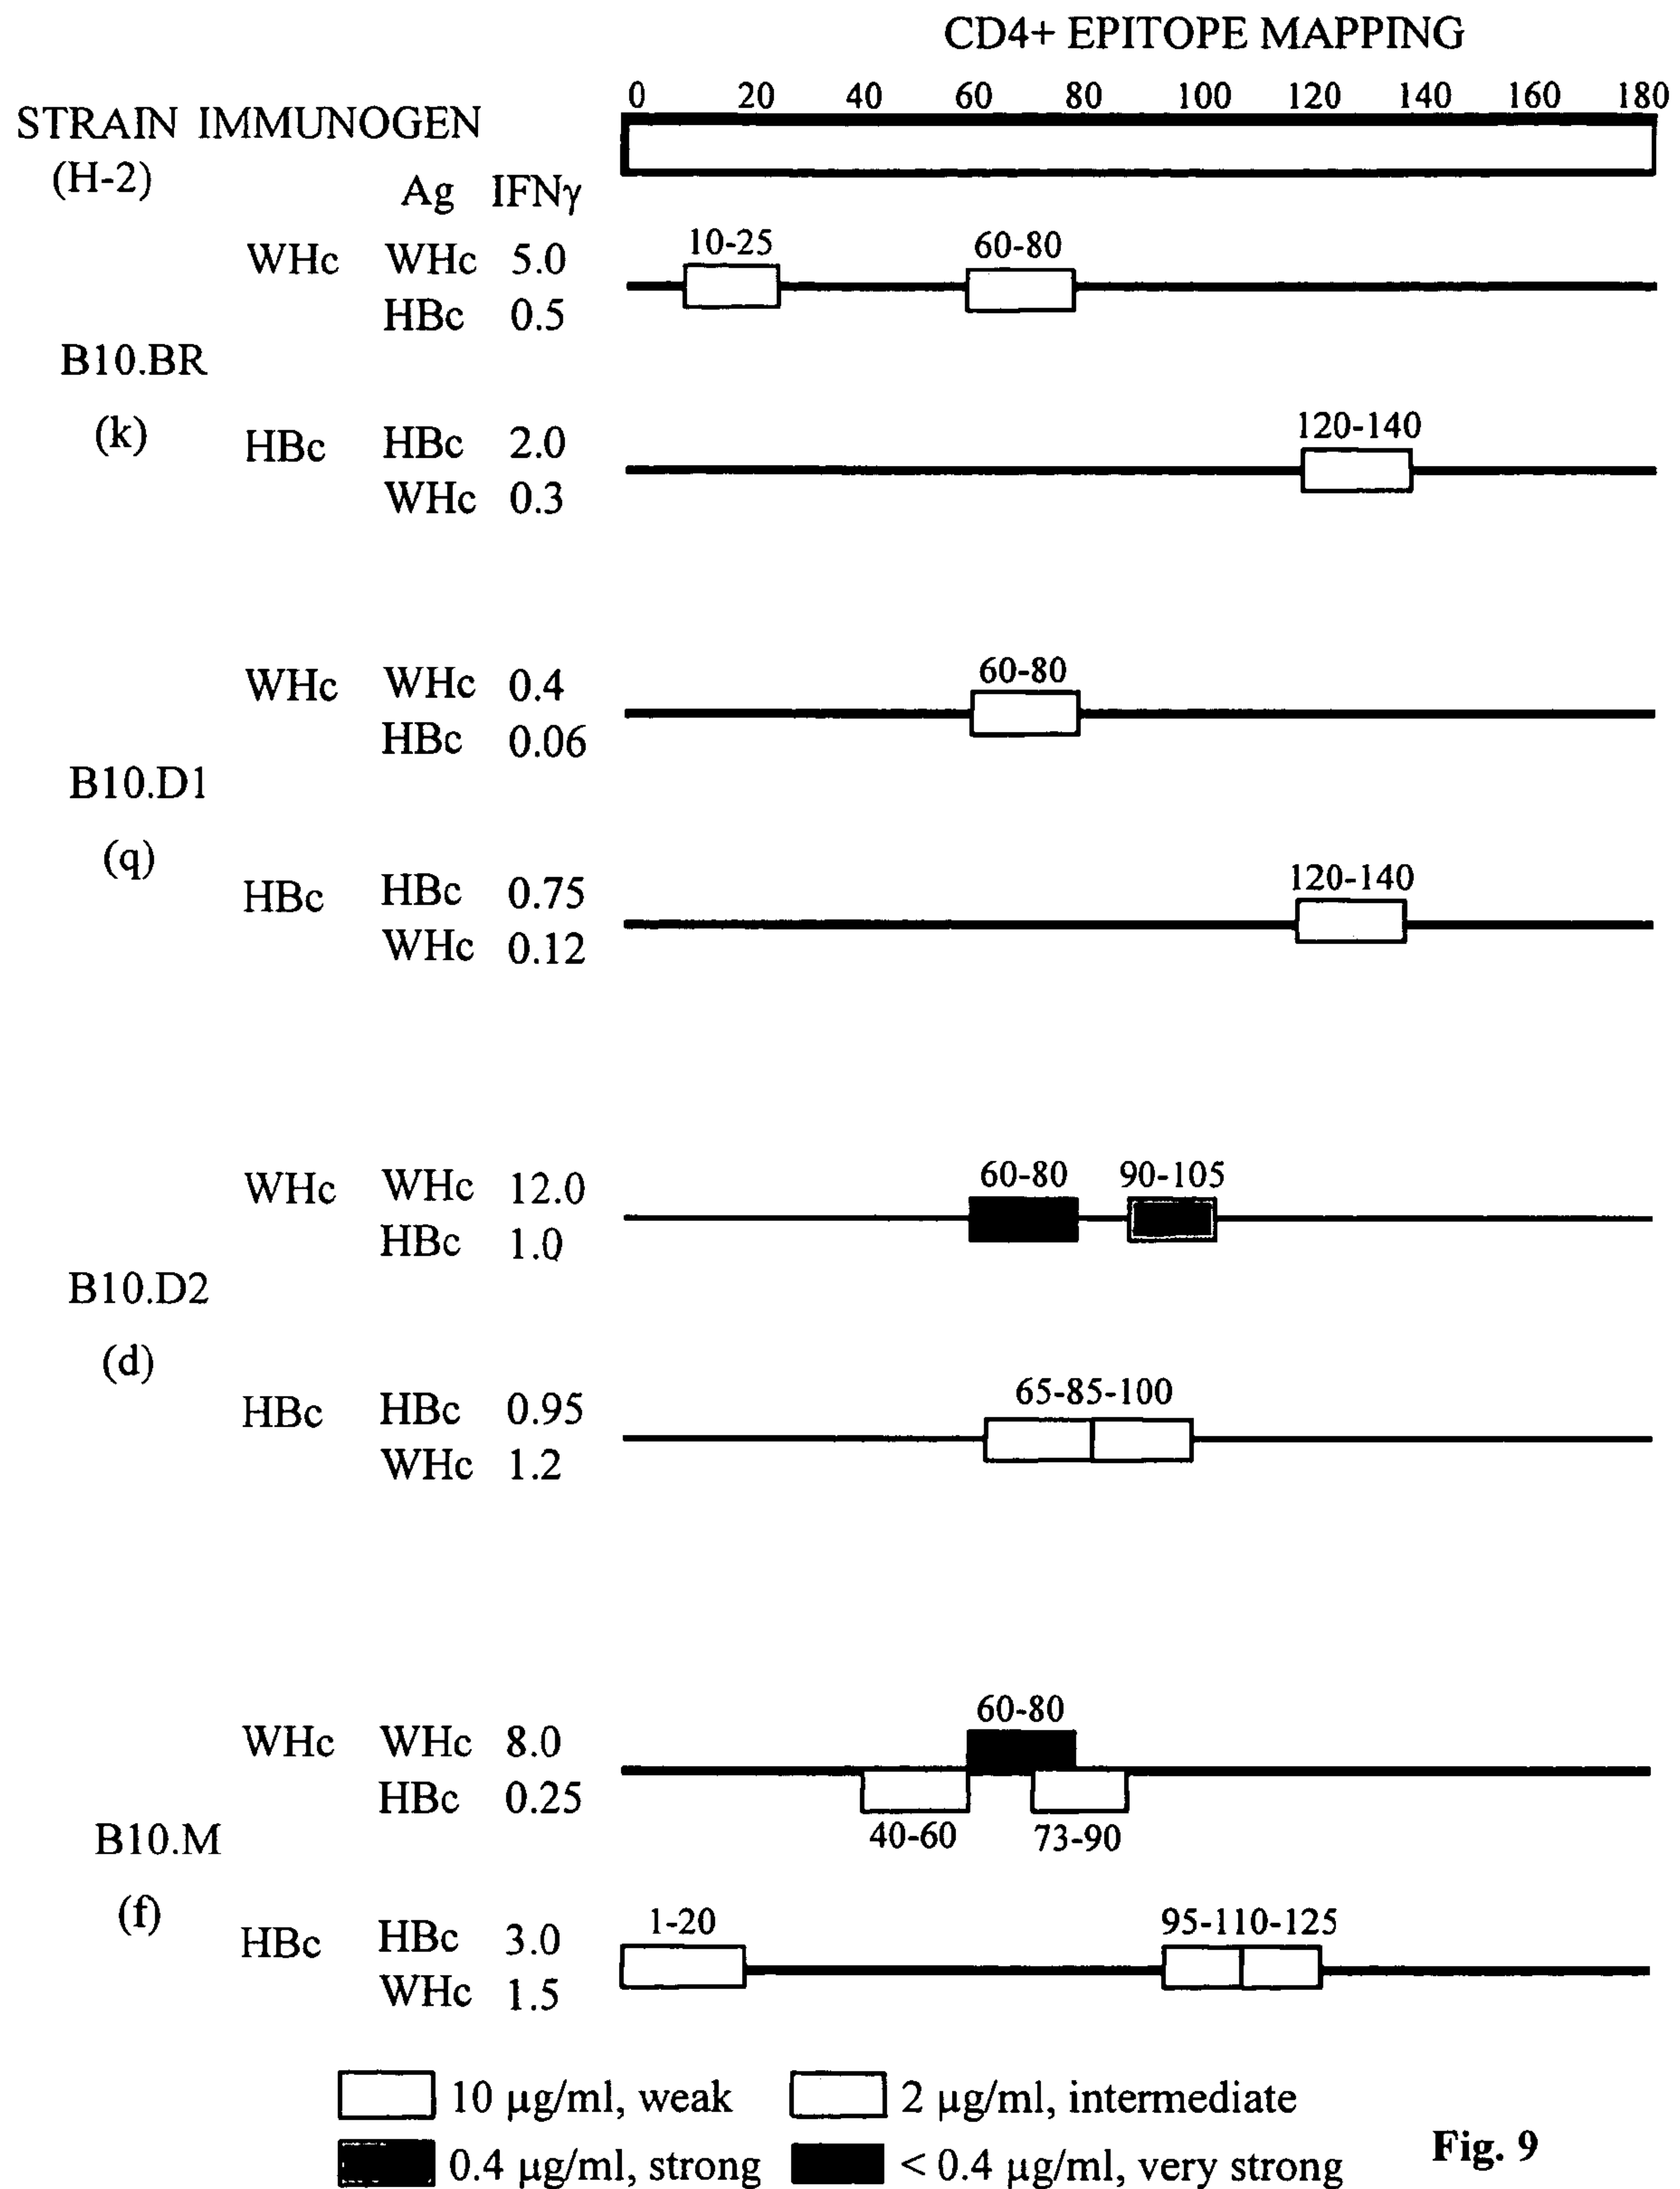 CD4+ EPITOPE MAPPING
0 20 40 60 80 100 120 140 160 180
STRAIN IMMUNOGEN
(H-2)
Ag IFNγ
10-25 60-80
WHc WHc 5.0
HBc 0.5
B10.BR
(k)
120-140
HBc HBc 2.0
WHc 0.3
60-80
WHc WHc 0.4
HBc 0.06
B10.D1
(q)
120-140
HBc HBc 0.75
WHc 0.12
60-80 90-105
WHc WHc 12.0
HBc 1.0
B10.D2
(d)
65-85-100
HBc HBc 0.95
WHc 1.2
60-80
WHc WHc 8.0
HBc 0.25
40-60 73-90
B10.M
(f)
1-20 95-110-125
HBc HBc 3.0
WHc 1.5
10 μg/ml, weak 2 μg/ml, intermediate
0.4 μg/ml, strong < 0.4 μg/ml, very strong
Fig. 9